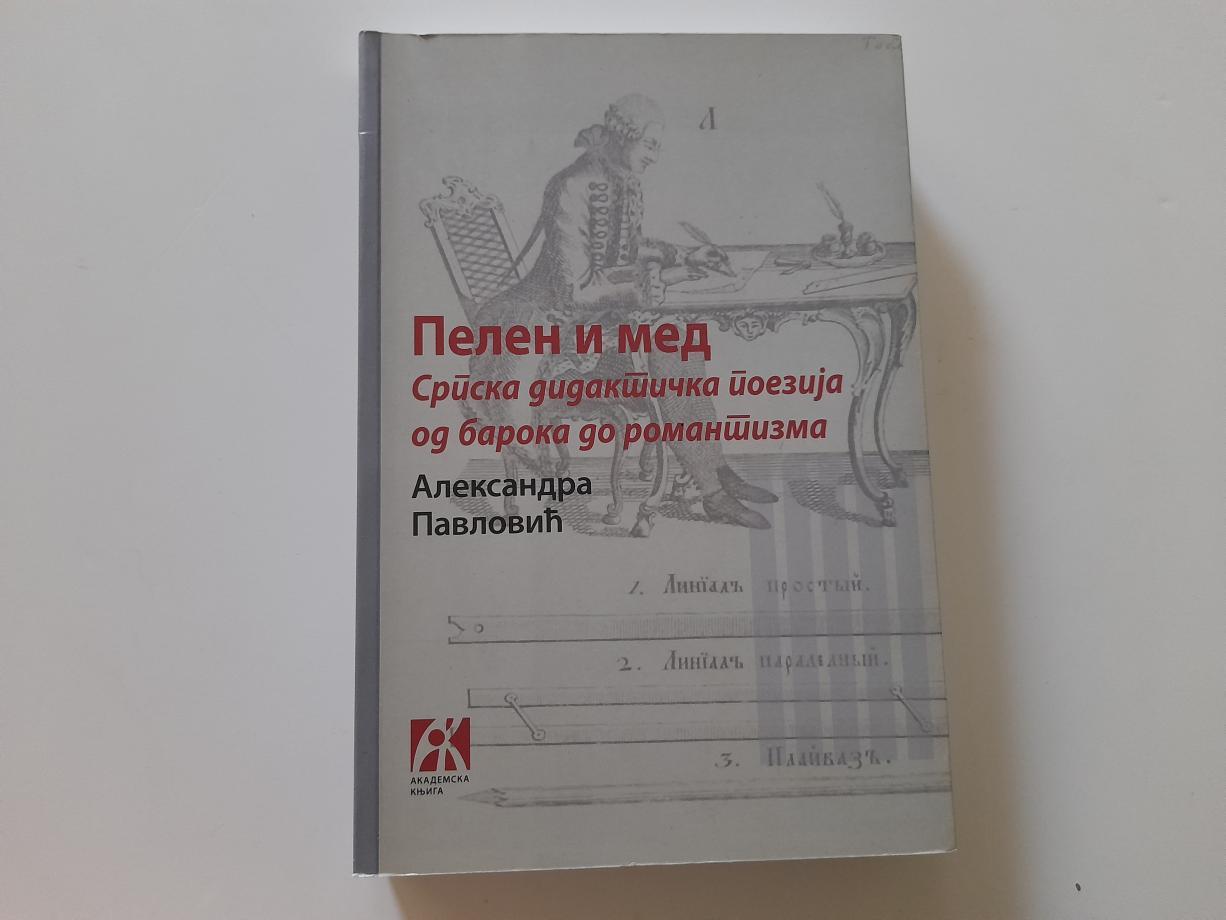 Л
Пелен и мед
Српска дидактичка поезија
од барока до романтизма
Александра
Павловић
1. Линїалъ простый.
2. Линїалъ паралелный.
3. Плайвазъ.
АКАДЕМСКА
КЊИГА